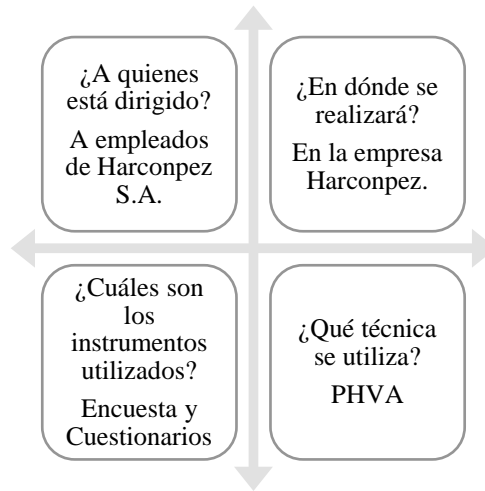 ¿A quienes
está dirigido?
A empleados
de Harconpez
S.A.
¿En dónde se
realizará?
En la empresa
Harconpez.
¿Cuáles son
los
instrumentos
utilizados?
Encuesta y
Cuestionarios
¿Qué técnica
se utiliza?
PHVA